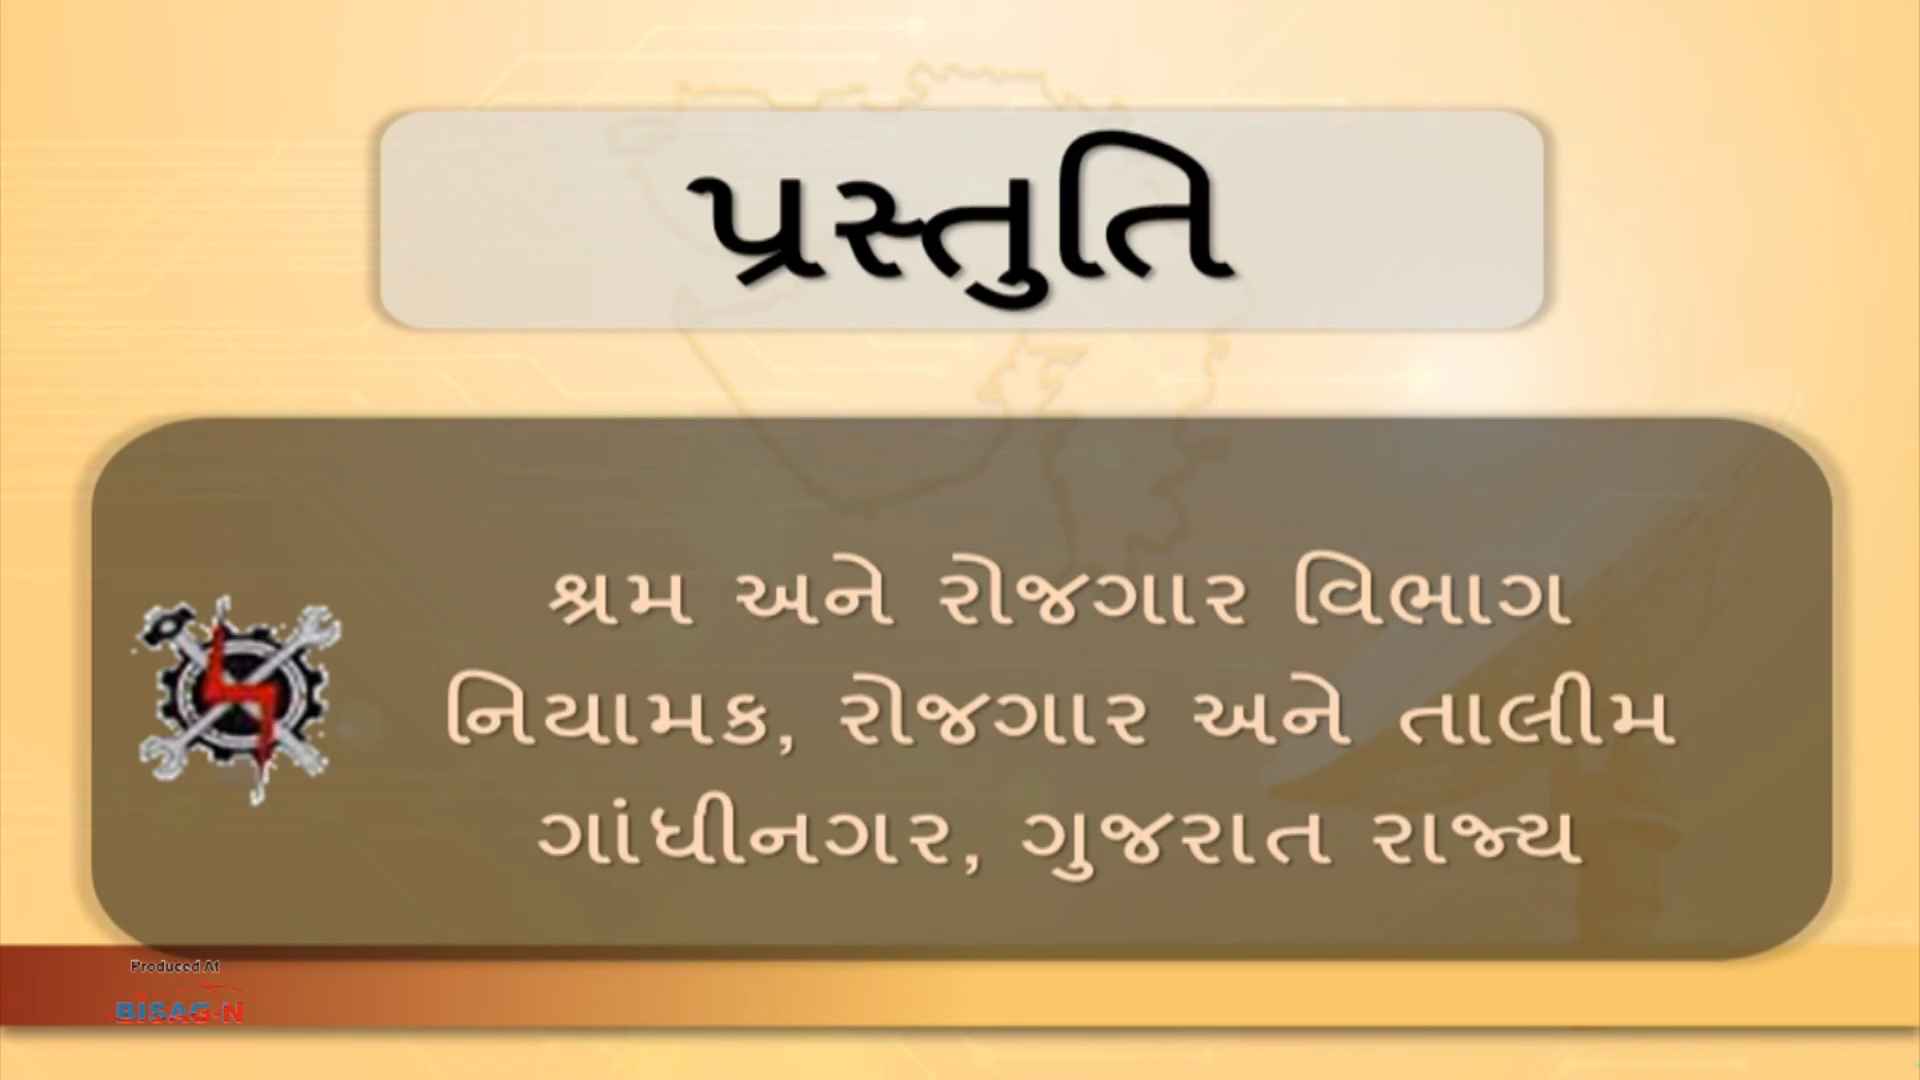 પ્રસ્તુતિ
શ્રમ અને રોજગાર વિભાગ
નિયામક, રોજગાર અને તાલીમ
ગાંધીનગર, ગુજરાત રાજ્ય
Produced At
BISAG-N